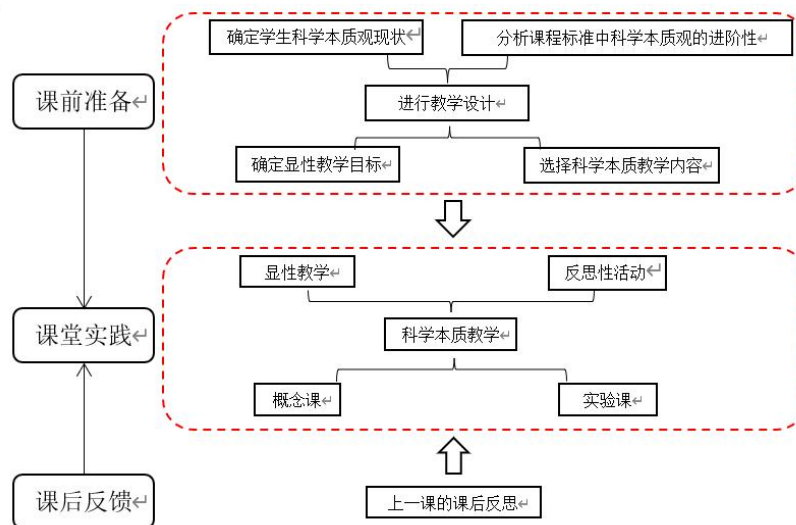 确定学生科学本质观现状
分析课程标准中科学本质观的进阶性
课前准备
进行教学设计
确定显性教学目标
选择科学本质教学内容
显性教学
反思性活动
课堂实践
科学本质教学
概念课
实验课
课后反馈
上一课的课后反思